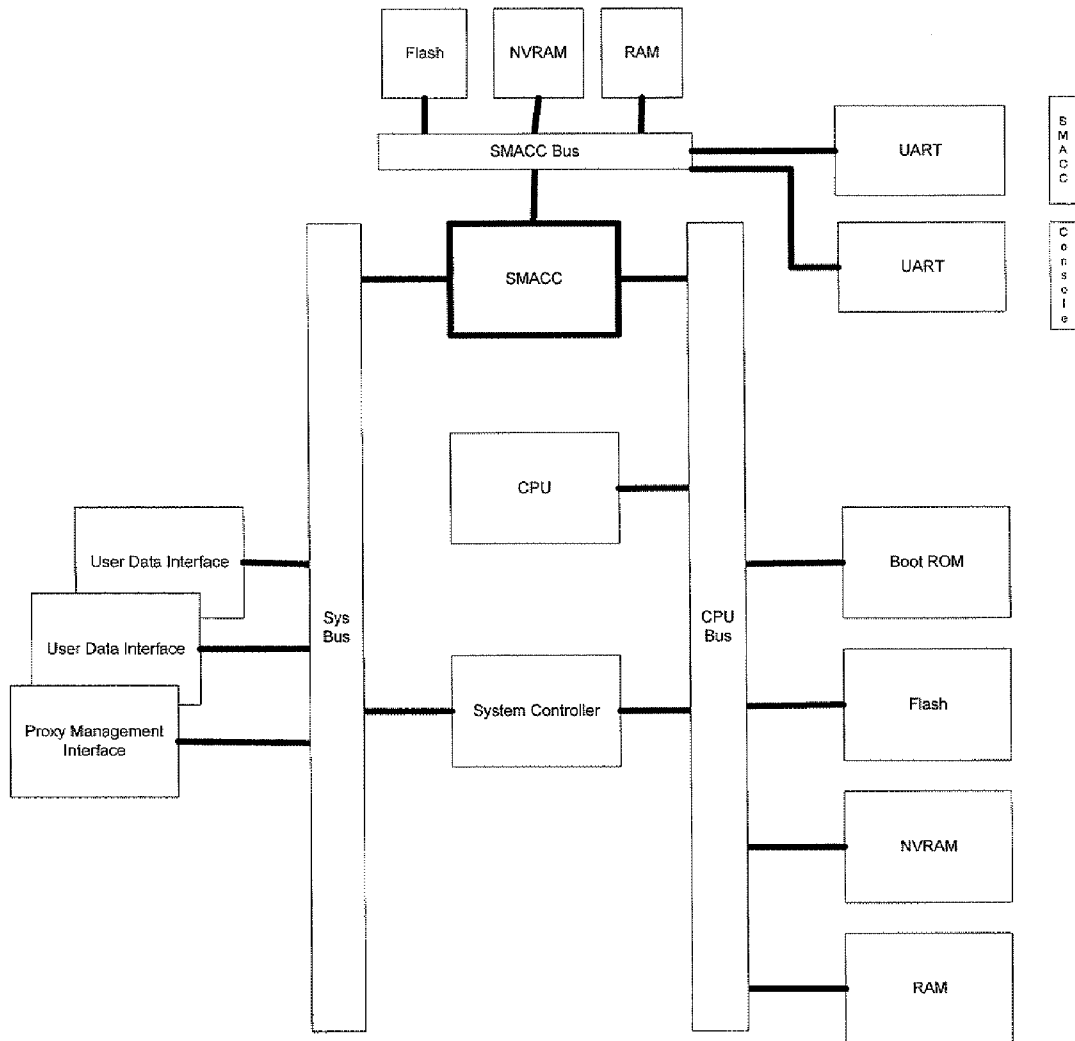 Flash
NVRAM
RAM
SMACC Bus
UART
SMACC
UART
Console
SMACC
CPU
User Data Interface
User Data Interface
Proxy Management
Interface
Sys
Bus
System Controller
CPU
Bus
Boot ROM
Flash
NVRAM
RAM